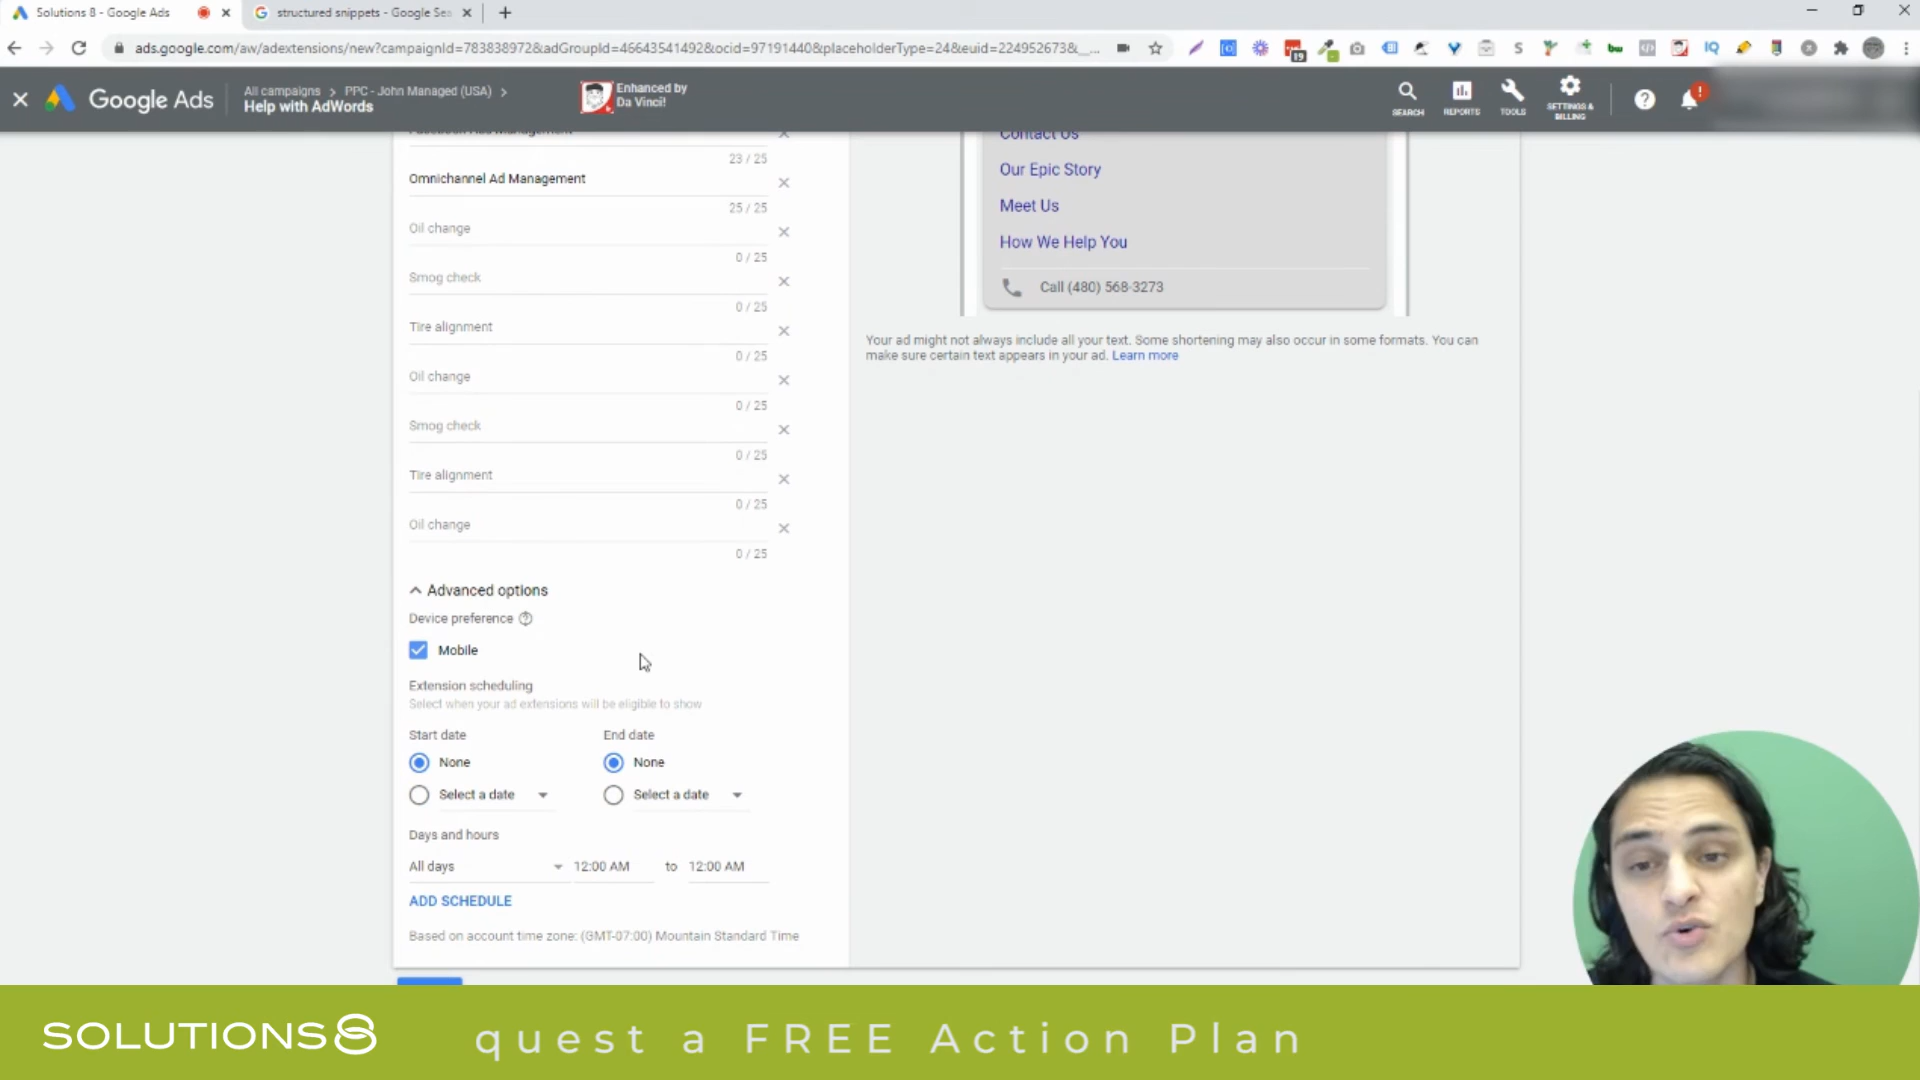 Solutions 8 - Google Ads
structured snippets - Google Sea
ads.google.com/aw/adextensions/new?campaignId=783838972&adGroupId=46643541492&ocid=97191440&placeholderType=24&euid=224952673&__...
Google Ads
All campaigns > PPC - John Managed (USA) >
Help with AdWords
Enhanced by
Da Vinci!
SEARCH
REPORTS
TOOLS
SETTINGS &
BILLING
Facebook Ads Management
23 / 25
Omnichannel Ad Management
25 / 25
Oil change
0 / 25
Smog check
0 / 25
Tire alignment
0 / 25
Oil change
0 / 25
Smog check
0 / 25
Tire alignment
0 / 25
Oil change
0 / 25
Advanced options
Device preference
Mobile
Extension scheduling
Select when your ad extensions will be eligible to show
Start date
End date
None
None
Select a date
Select a date
Days and hours
All days
12:00 AM to 12:00 AM
ADD SCHEDULE
Based on account time zone: (GMT-07:00) Mountain Standard Time
Contact Us
Our Epic Story
Meet Us
How We Help You
Call (480) 568-3273
Your ad might not always include all your text. Some shortening may also occur in some formats. You can
make sure certain text appears in your ad. Learn more
SOLUTIONS8
quest a FREE Action Plan